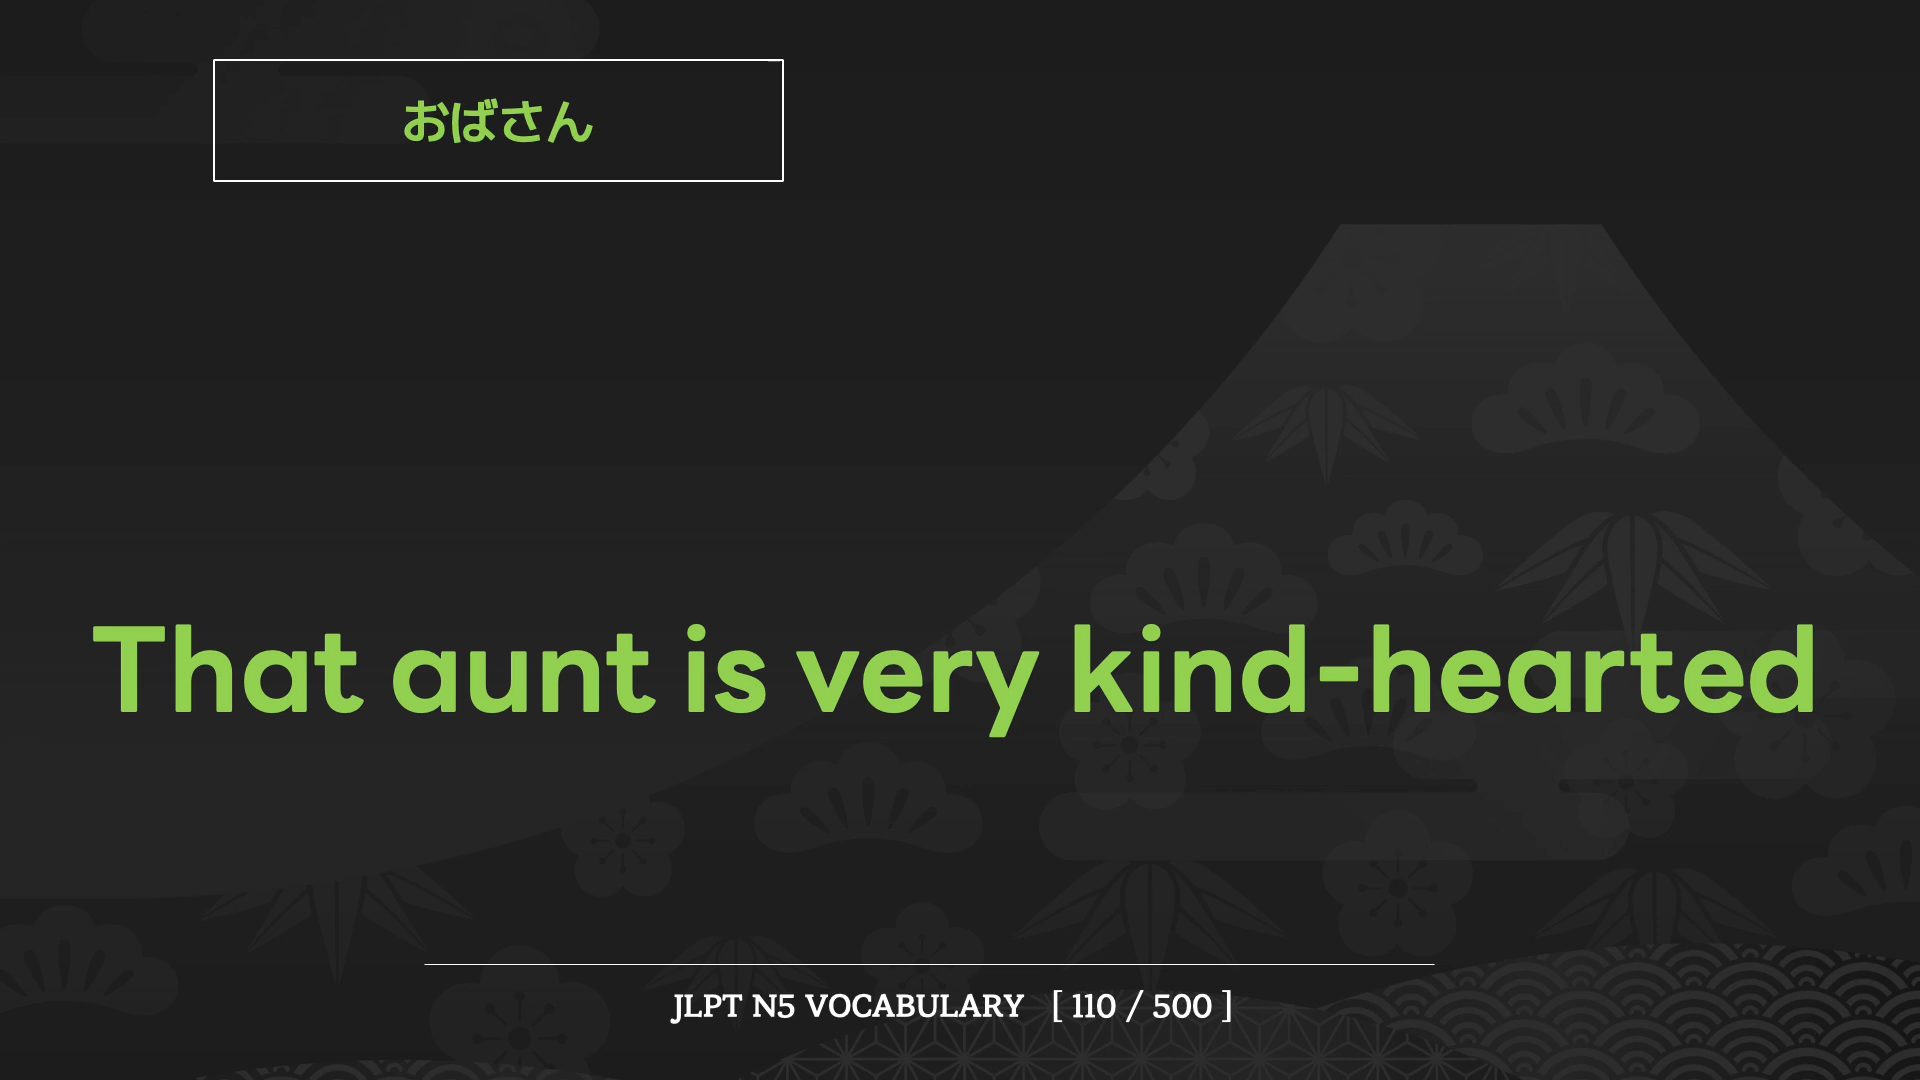 おばさん
That aunt is very kind-hearted
JLPT N5 VOCABULARY [ 110 / 500 ]